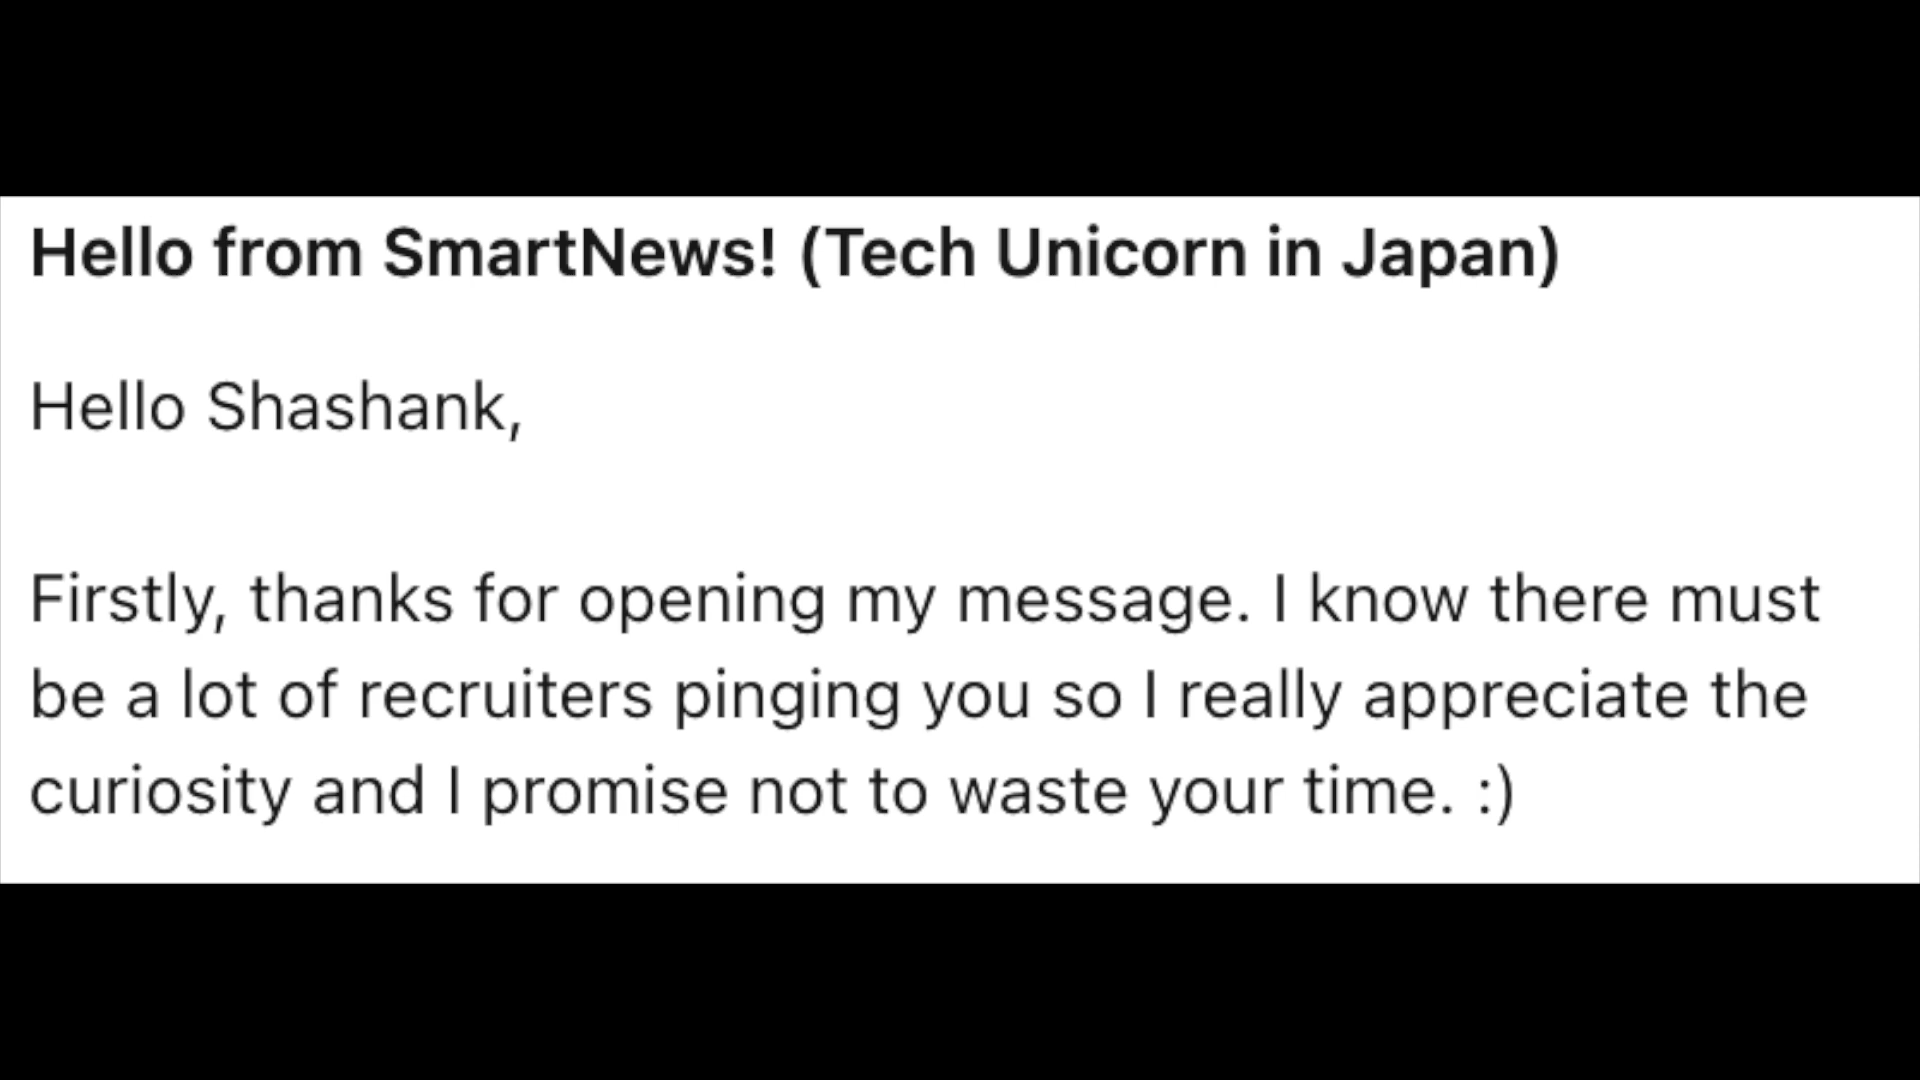 Hello from SmartNews! (Tech Unicorn in Japan)
Hello Shashank,
Firstly, thanks for opening my message. I know there must
be a lot of recruiters pinging you so I really appreciate the
curiosity and I promise not to waste your time. :)